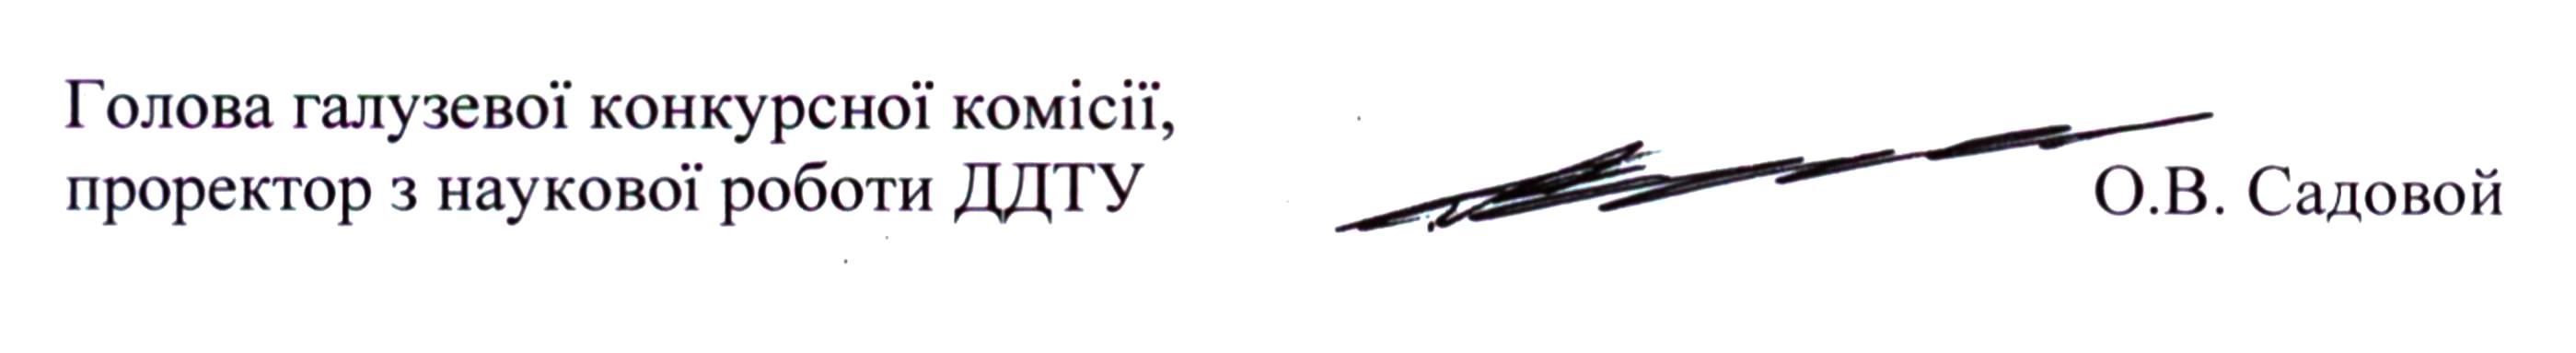 Голова галузевої конкурсної комісії,
проректор з наукової роботи ДДТУ О.В. Садовой